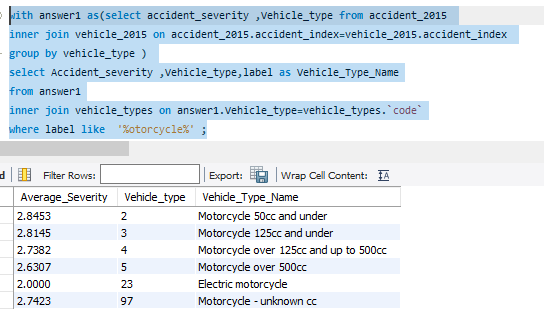 with answer1 as(select accident_severity ,Vehicle_type from accident_2015
inner join vehicle_2015 on accident_2015.accident_index=vehicle_2015.accident_index
group by vehicle_type )
select Accident_severity ,Vehicle_type,label as Vehicle_Type_Name
from answer1
inner join vehicle_types on answer1.Vehicle_type=vehicle_types.`code`
where label like '%otorcycle%' ;
d Filter Rows: Export: Wrap Cell Content: IA
Average_Severity Vehicle_type Vehicle_Type_Name
2.8453 2 Motorcycle 50cc and under
2.8145 3 Motorcycle 125cc and under
2.7382 4 Motorcycle over 125cc and up to 500cc
2.6307 5 Motorcycle over 500cc
2.0000 23 Electric motorcycle
2.7423 97 Motorcycle - unknown cc